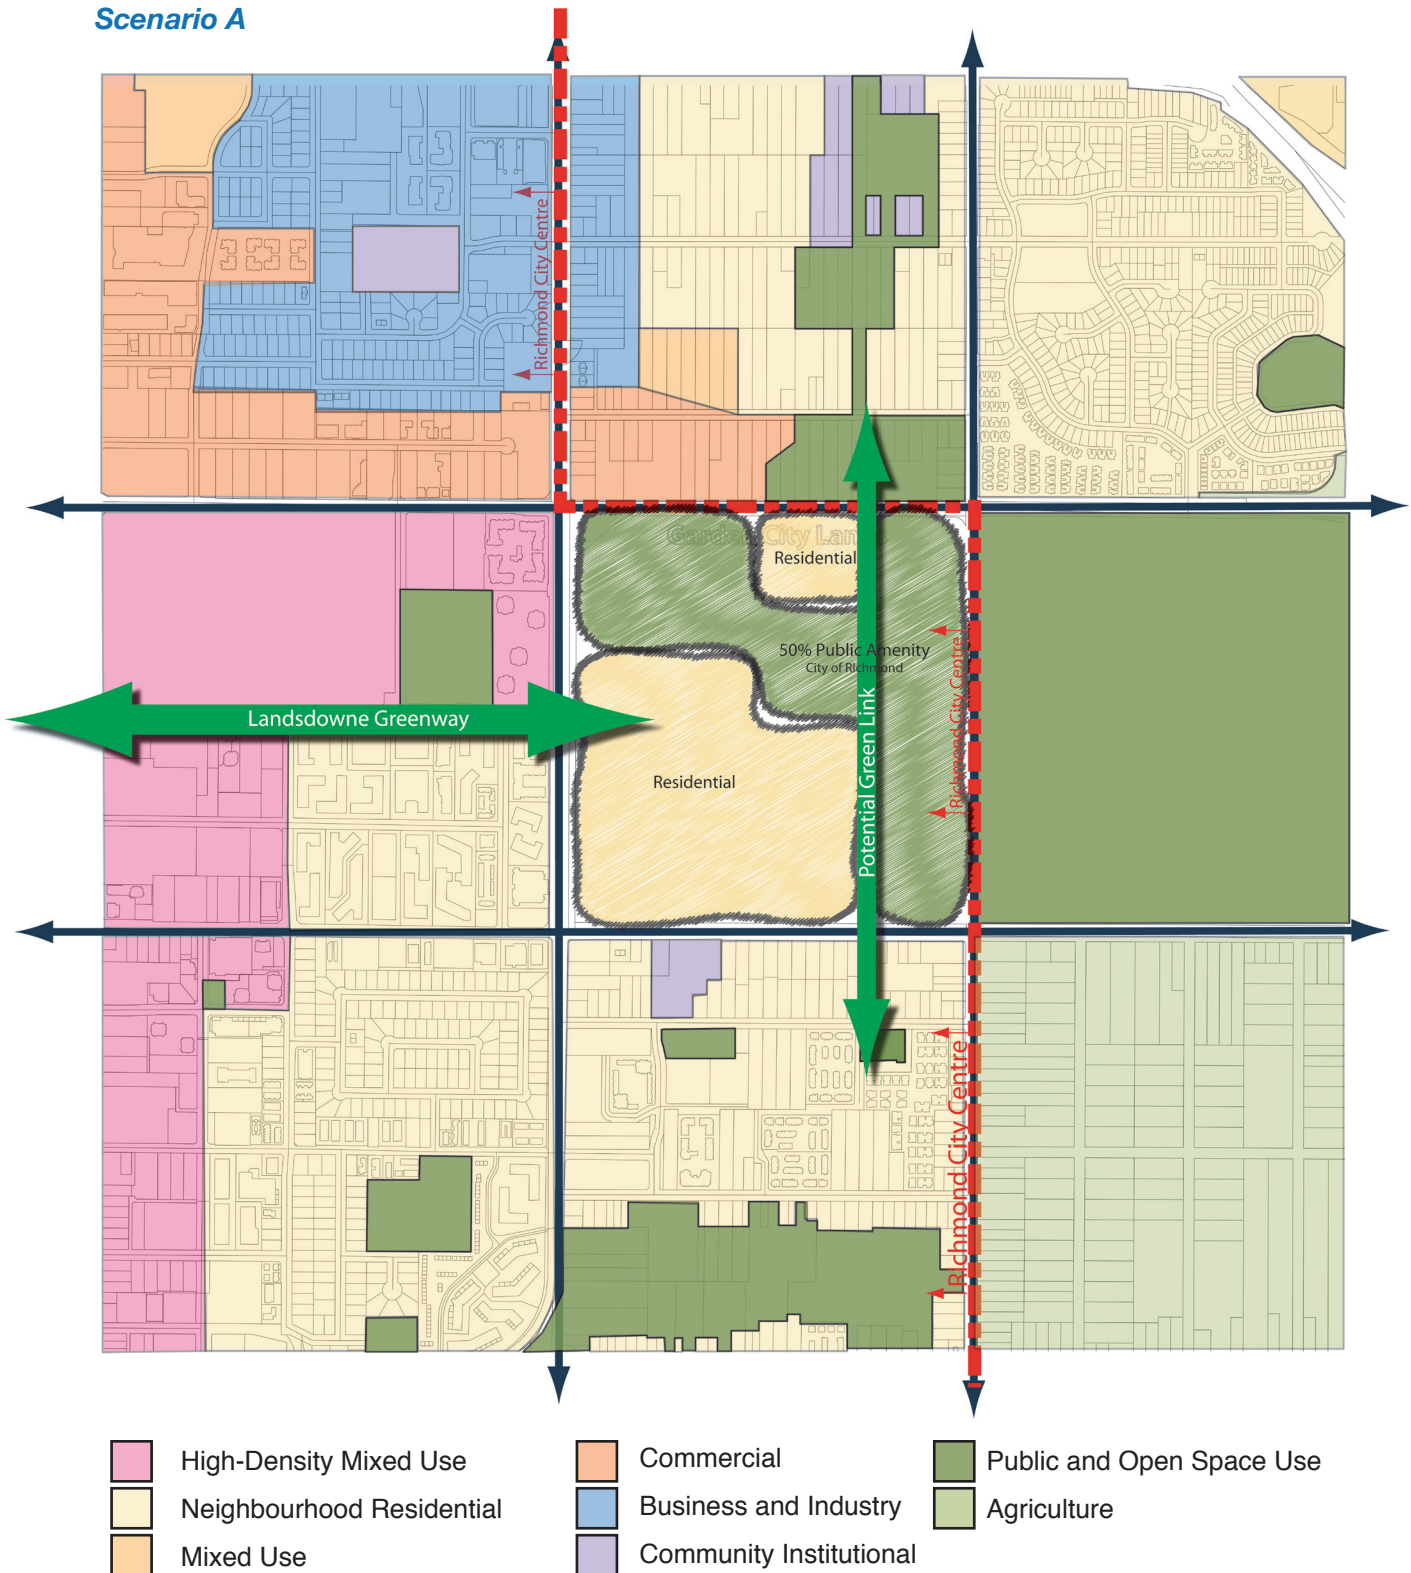 Scenario A
Richmond City Centre
Garden City Lan
Residential
50% Public Amenity
City of Richmond
Richmond City Centre
Landsdowne Greenway
Potential Green Link
Residential
Richmond City Centre
High-Density Mixed Use
Neighbourhood Residential
Mixed Use
Commercial
Business and Industry
Community Institutional
Public and Open Space Use
Agriculture